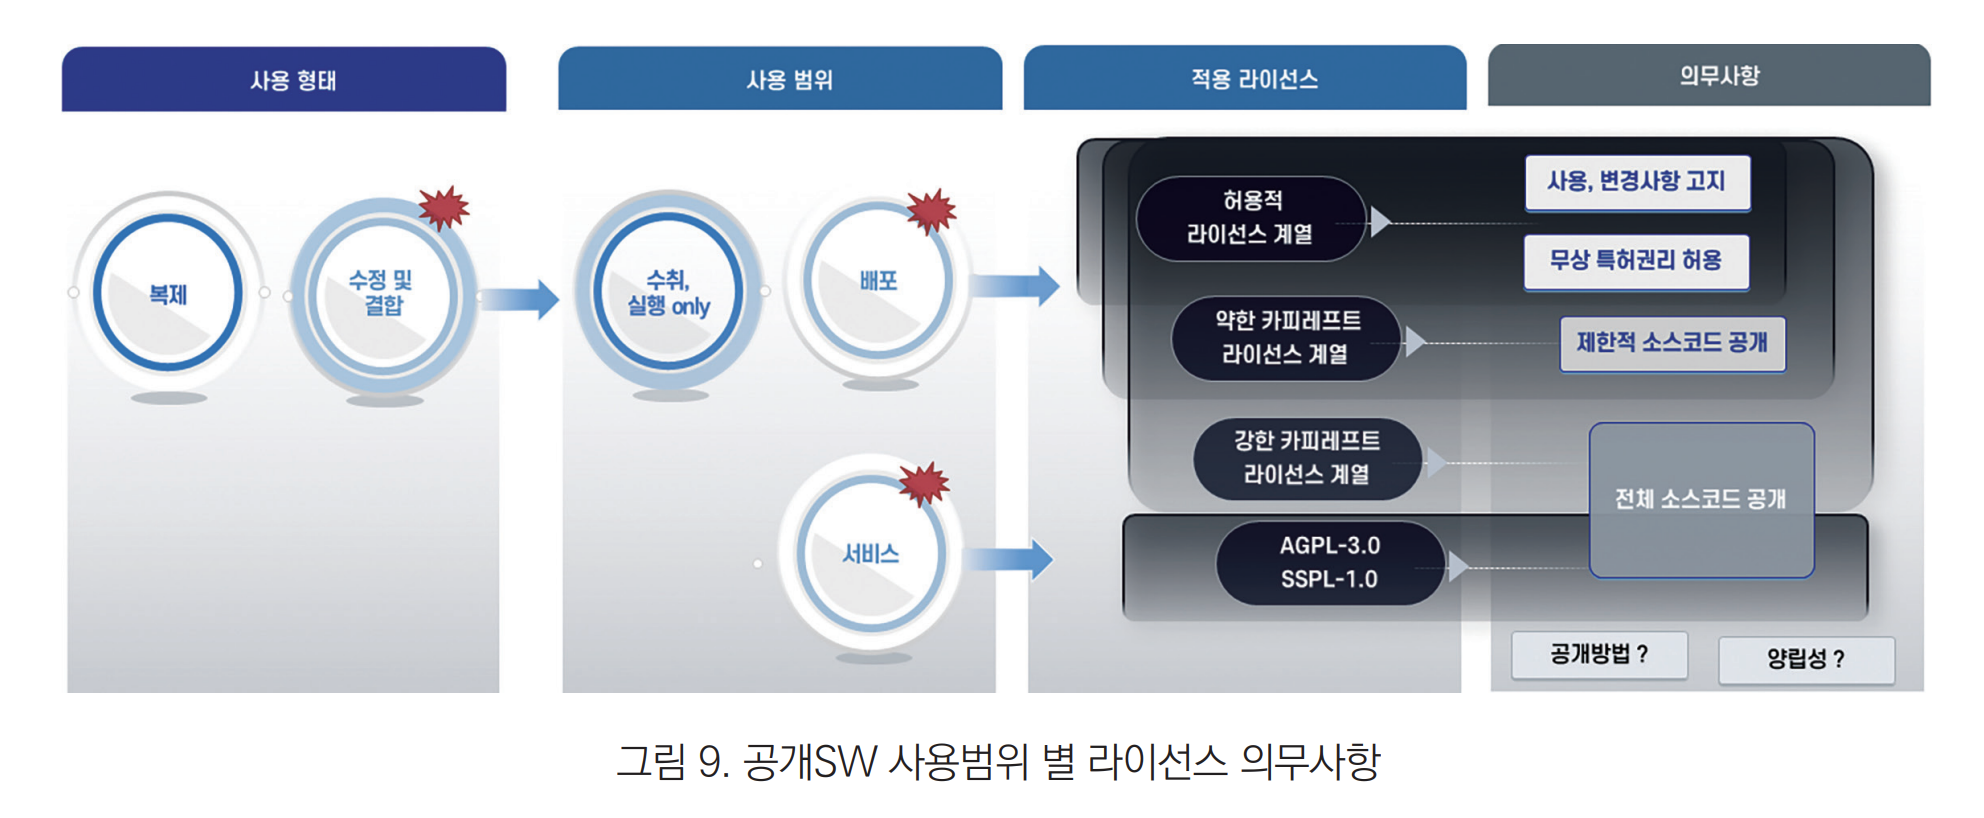 사용 형태
사용 범위
적용 라이선스
의무사항
복제
수정 및
결합
수취,
실행 only
배포
서비스
허용적
라이선스 계열
사용, 변경사항 고지
무상 특허권리 허용
약한 카피레프트
라이선스 계열
제한적 소스코드 공개
강한 카피레프트
라이선스 계열
전체 소스코드 공개
AGPL-3.0
SSPL-1.0
공개방법 ?
양립성 ?
그림 9. 공개SW 사용범위 별 라이선스 의무사항